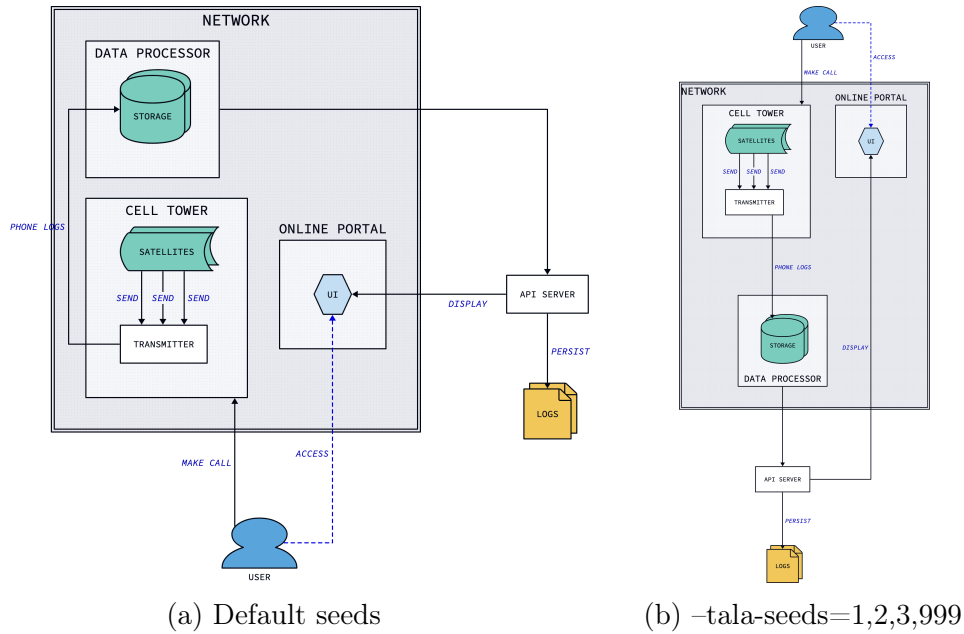 NETWORK
DATA PROCESSOR
STORAGE
PHONE LOGS
CELL TOWER
SATELLITES
SEND SEND SEND
TRANSMITTER
ONLINE PORTAL
UI
DISPLAY
API SERVER
PERSIST
LOGS
MAKE CALL
ACCESS
USER
(a) Default seeds
USER
MAKE CALL
ACCESS
NETWORK
CELL TOWER
ONLINE PORTAL
SATELLITES
UI
SEND SEND SEND
TRANSMITTER
PHONE LOGS
STORAGE
DISPLAY
DATA PROCESSOR
API SERVER
PERSIST
LOGS
(b) –tala-seeds=1,2,3,999